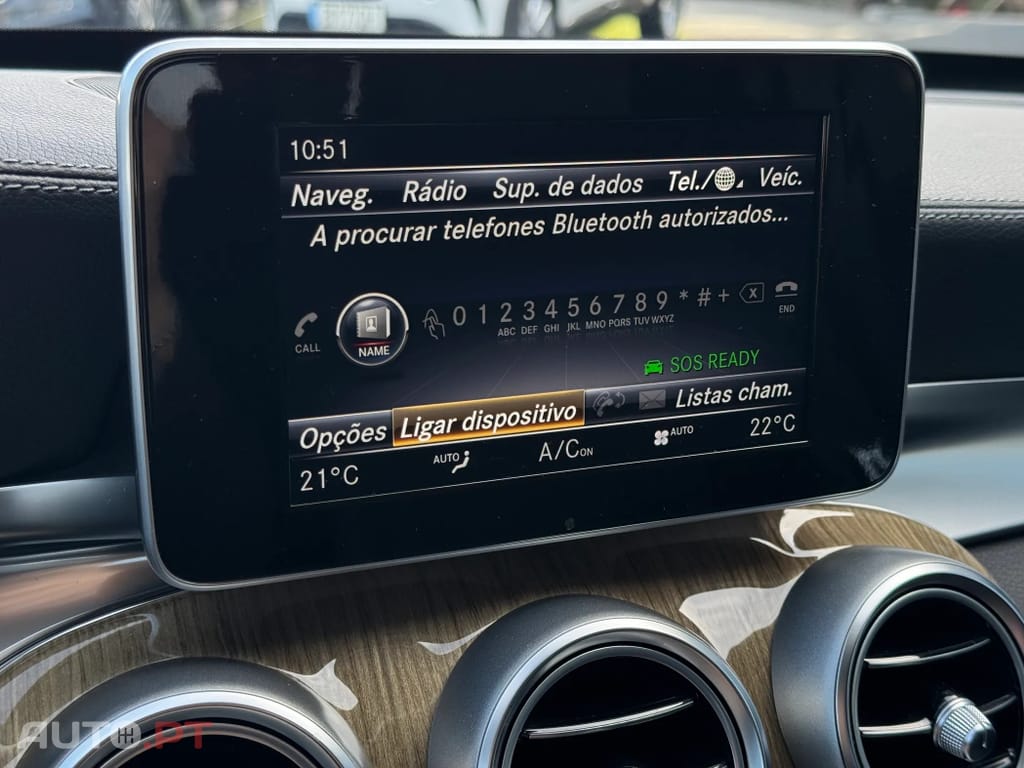 10:51
Naveg. Rádio Sup. de dados Tel./ Veíc.
A procurar telefones Bluetooth autorizados...
CALL NAME 0 1 2 3 4 5 6 7 8 9 * # + X END
ABC DEF GHI JKL MNO PQRS TUV WXYZ
SOS READY
Opções Ligar dispositivo Listas cham.
21°C AUTO A/C ON AUTO 22°C
AUTO.PT